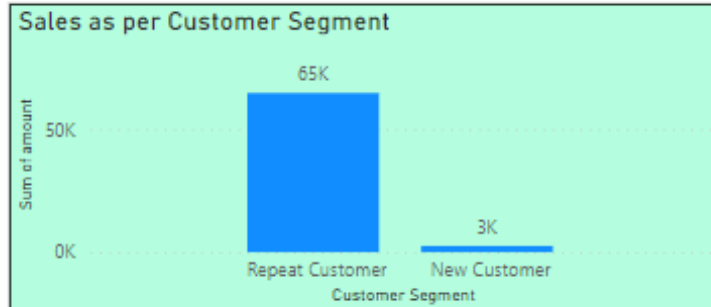 Sales as per Customer Segment
65K
50K
Sum of amount
3K
0K
Repeat Customer New Customer
Customer Segment